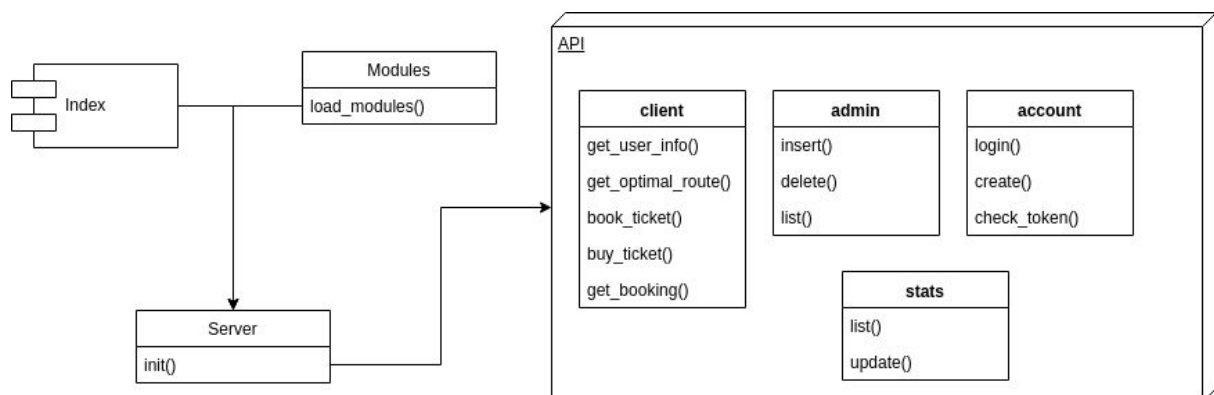 API
Modules
Index
load_modules()
client
get_user_info()
get_optimal_route()
book_ticket()
buy_ticket()
get_booking()
admin
insert()
delete()
list()
account
login()
create()
check_token()
stats
list()
update()
Server
init()